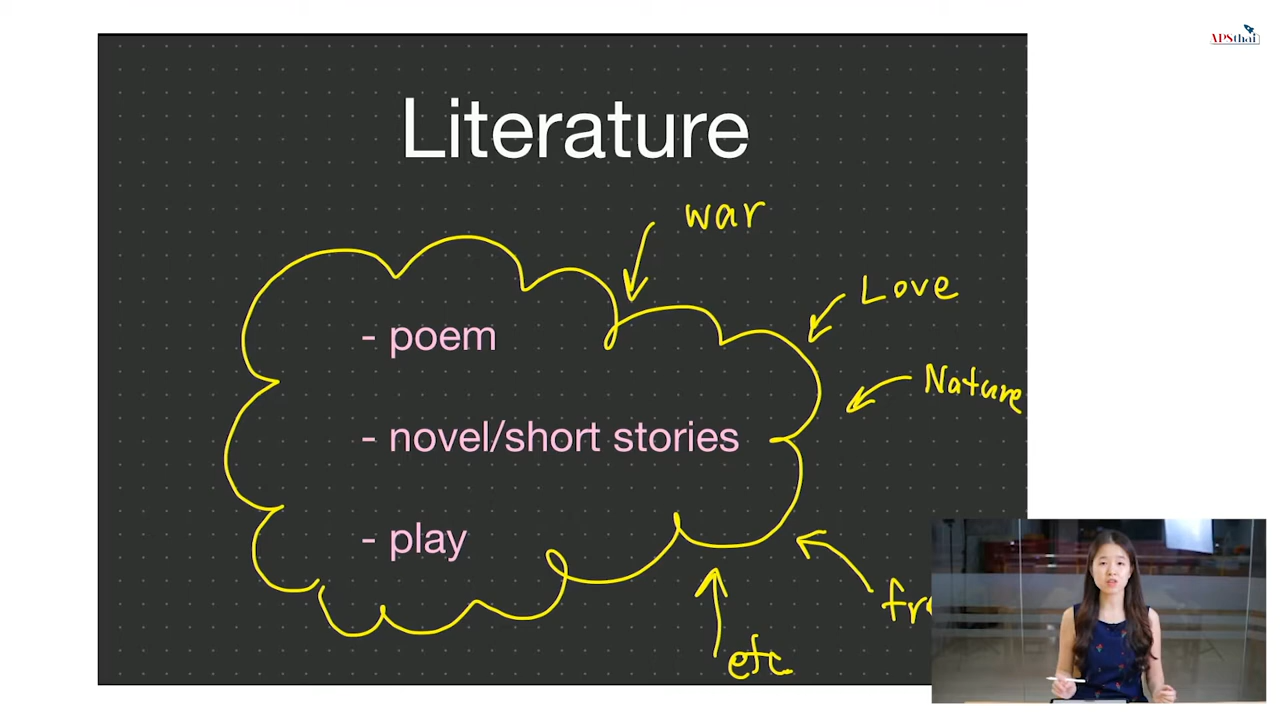 APSthai
Literature
war
Love
- poem
Nature
- novel/short stories
- play
etc